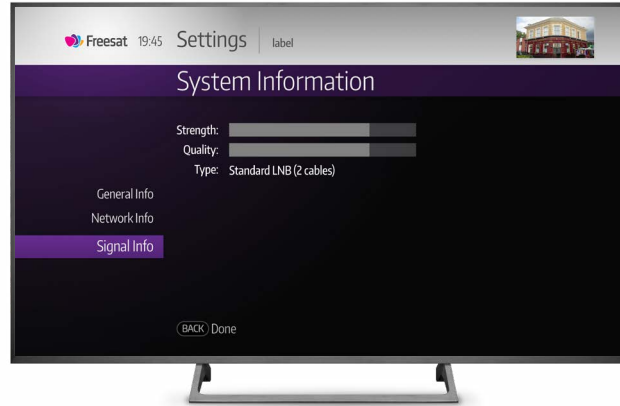 Freesat 19:45 Settings label
System Information
Strength:
Quality:
Type: Standard LNB (2 cables)
General Info
Network Info
Signal Info
BACK Done